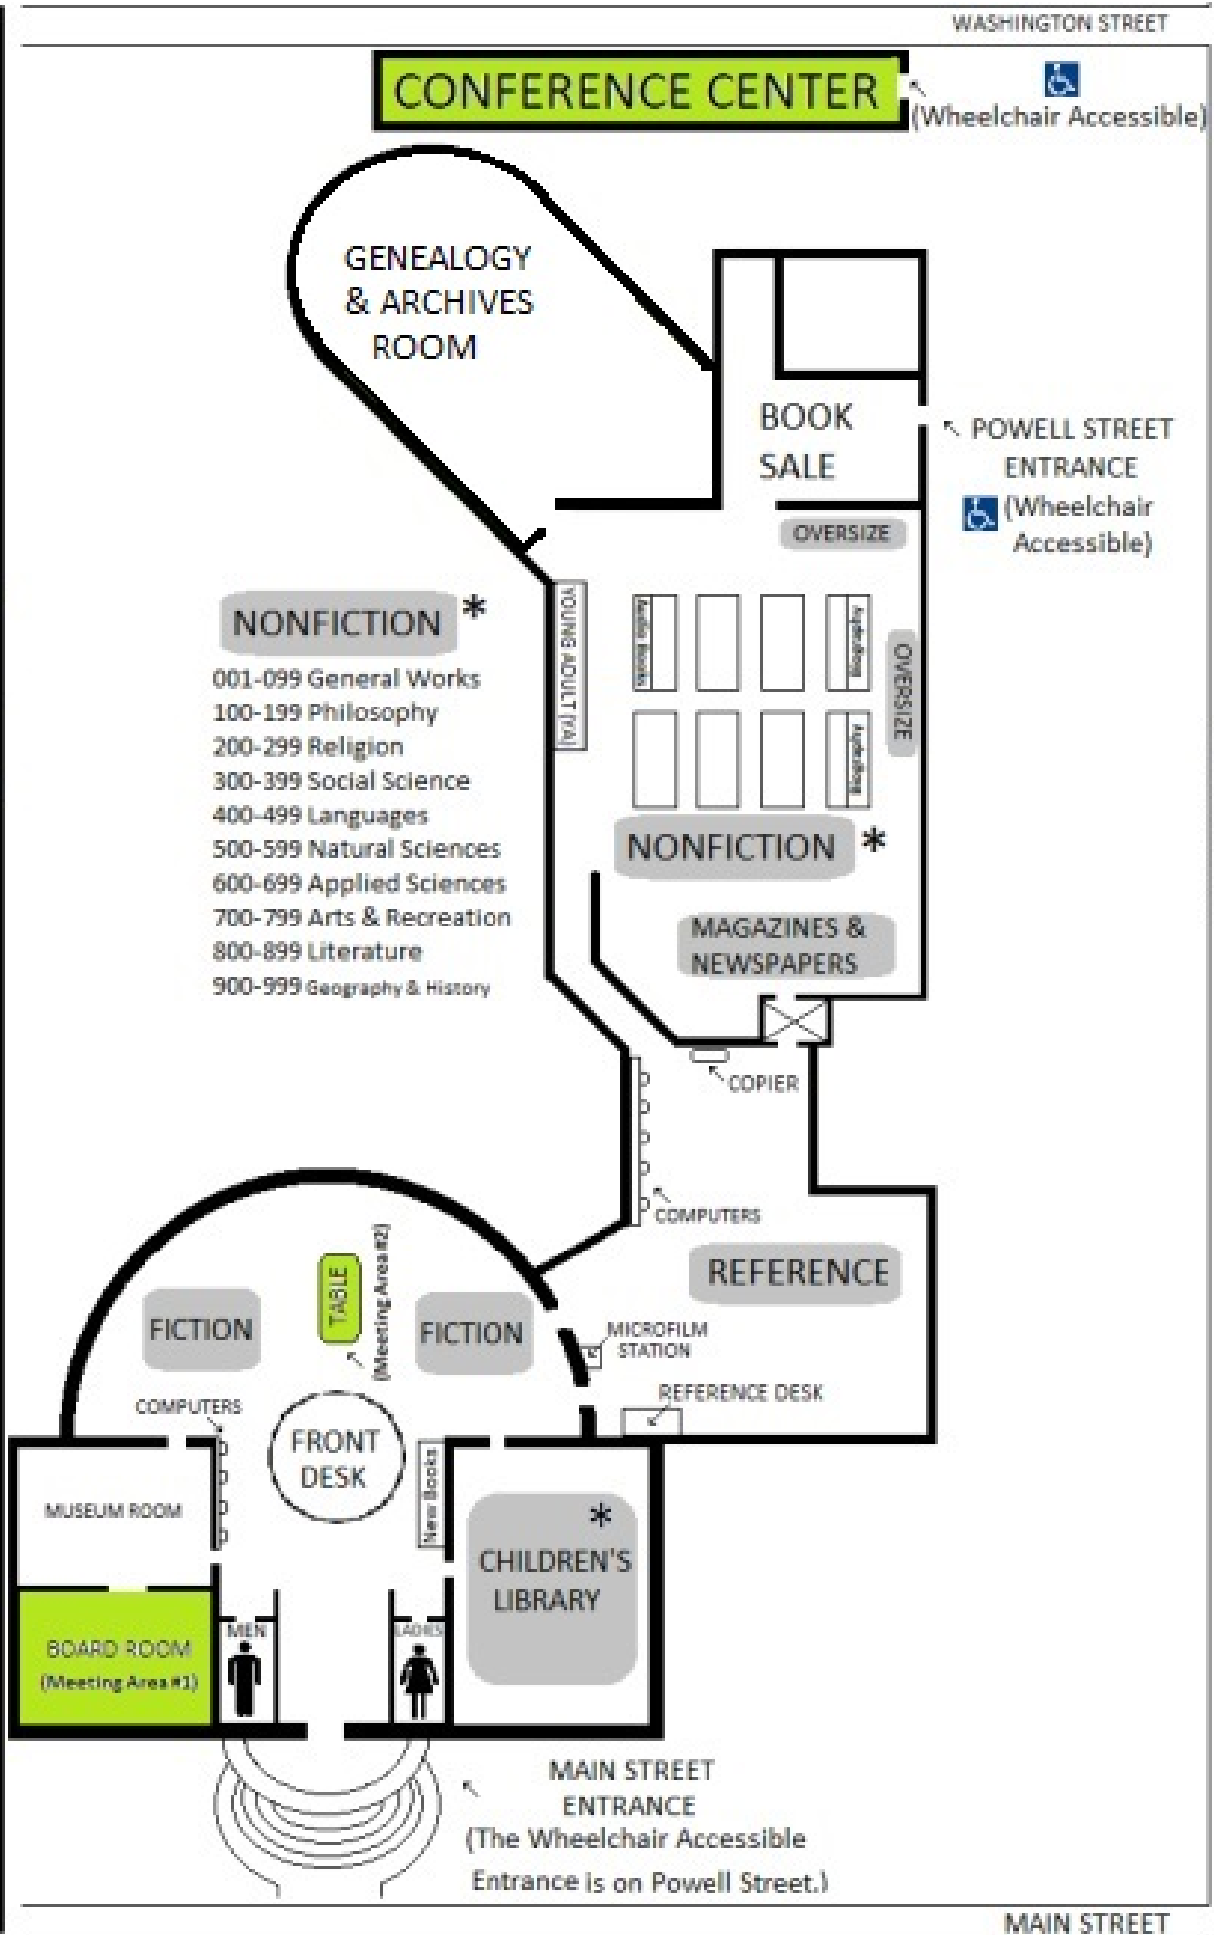 WASHINGTON STREET
CONFERENCE CENTER
(Wheelchair Accessible)
GENEALOGY
& ARCHIVES
ROOM
BOOK
SALE
POWELL STREET
ENTRANCE
(Wheelchair
Accessible)
OVERSIZE
NONFICTION *
001-099 General Works
100-199 Philosophy
200-299 Religion
300-399 Social Science
400-499 Languages
500-599 Natural Sciences
600-699 Applied Sciences
700-799 Arts & Recreation
800-899 Literature
900-999 Geography & History
YOUNG ADULT (YA)
Audio Books
Biography
OVERSIZE
Biography
NONFICTION *
MAGAZINES &
NEWSPAPERS
COPIER
COMPUTERS
REFERENCE
TABLE
(Meeting Area #2)
FICTION
FICTION
MICROFILM
STATION
REFERENCE DESK
COMPUTERS
FRONT
DESK
New Books
MUSEUM ROOM
*
CHILDREN'S
LIBRARY
MEN
LADIES
BOARD ROOM
(Meeting Area #1)
MAIN STREET
ENTRANCE
(The Wheelchair Accessible
Entrance is on Powell Street.)
MAIN STREET